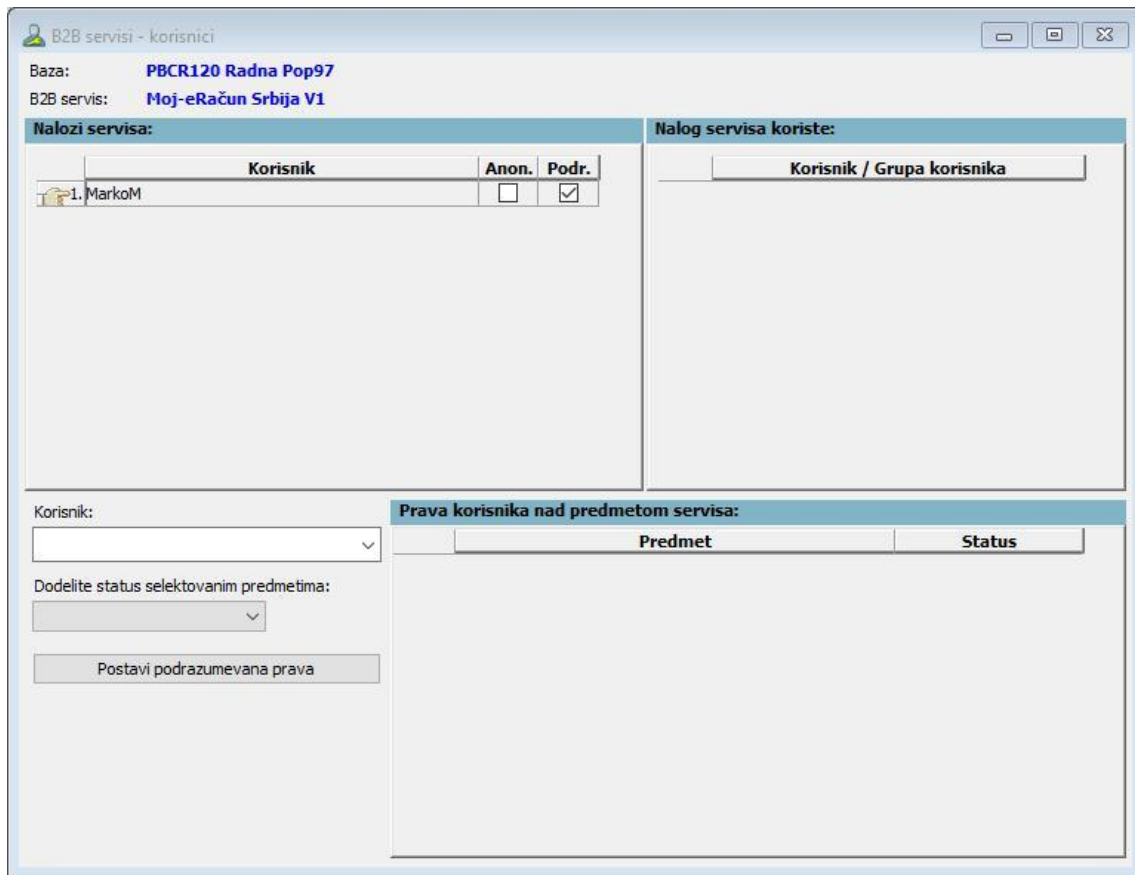 B2B servisi - korisnici
Baza: PBCR120 Radna Pop97
B2B servis: Moj-eRačun Srbija V1
Nalozi servisa:
Korisnik Anon. Podr.
1. MarkoM
Nalog servisa koriste:
Korisnik / Grupa korisnika
Korisnik:
Dodelite status selektovanim predmetima:
Postavi podrazumevana prava
Prava korisnika nad predmetom servisa:
Predmet Status